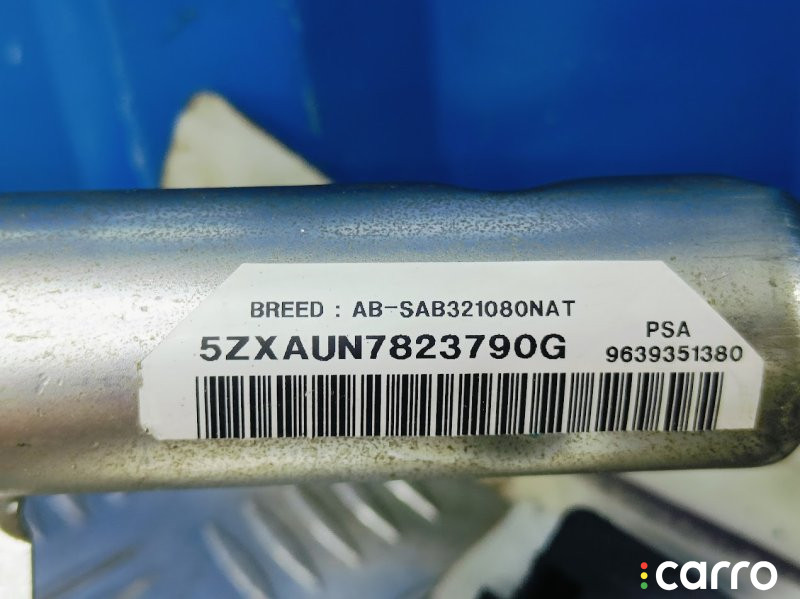 BREED : AB-SAB321080NAT
5ZXAUN7823790G
PSA
9639351380
carro